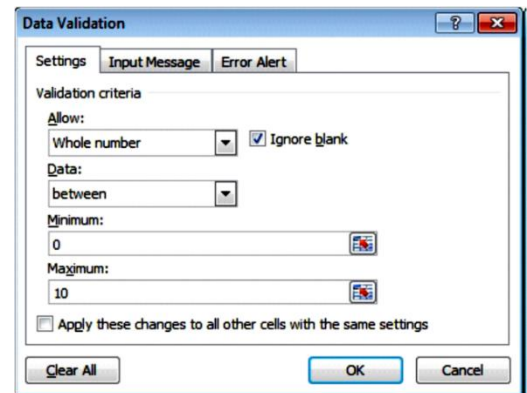 Data Validation
Settings Input Message Error Alert
Validation criteria
Allow:
Whole number Ignore blank
Data:
between
Minimum:
0
Maximum:
10
Apply these changes to all other cells with the same settings
Clear All OK Cancel